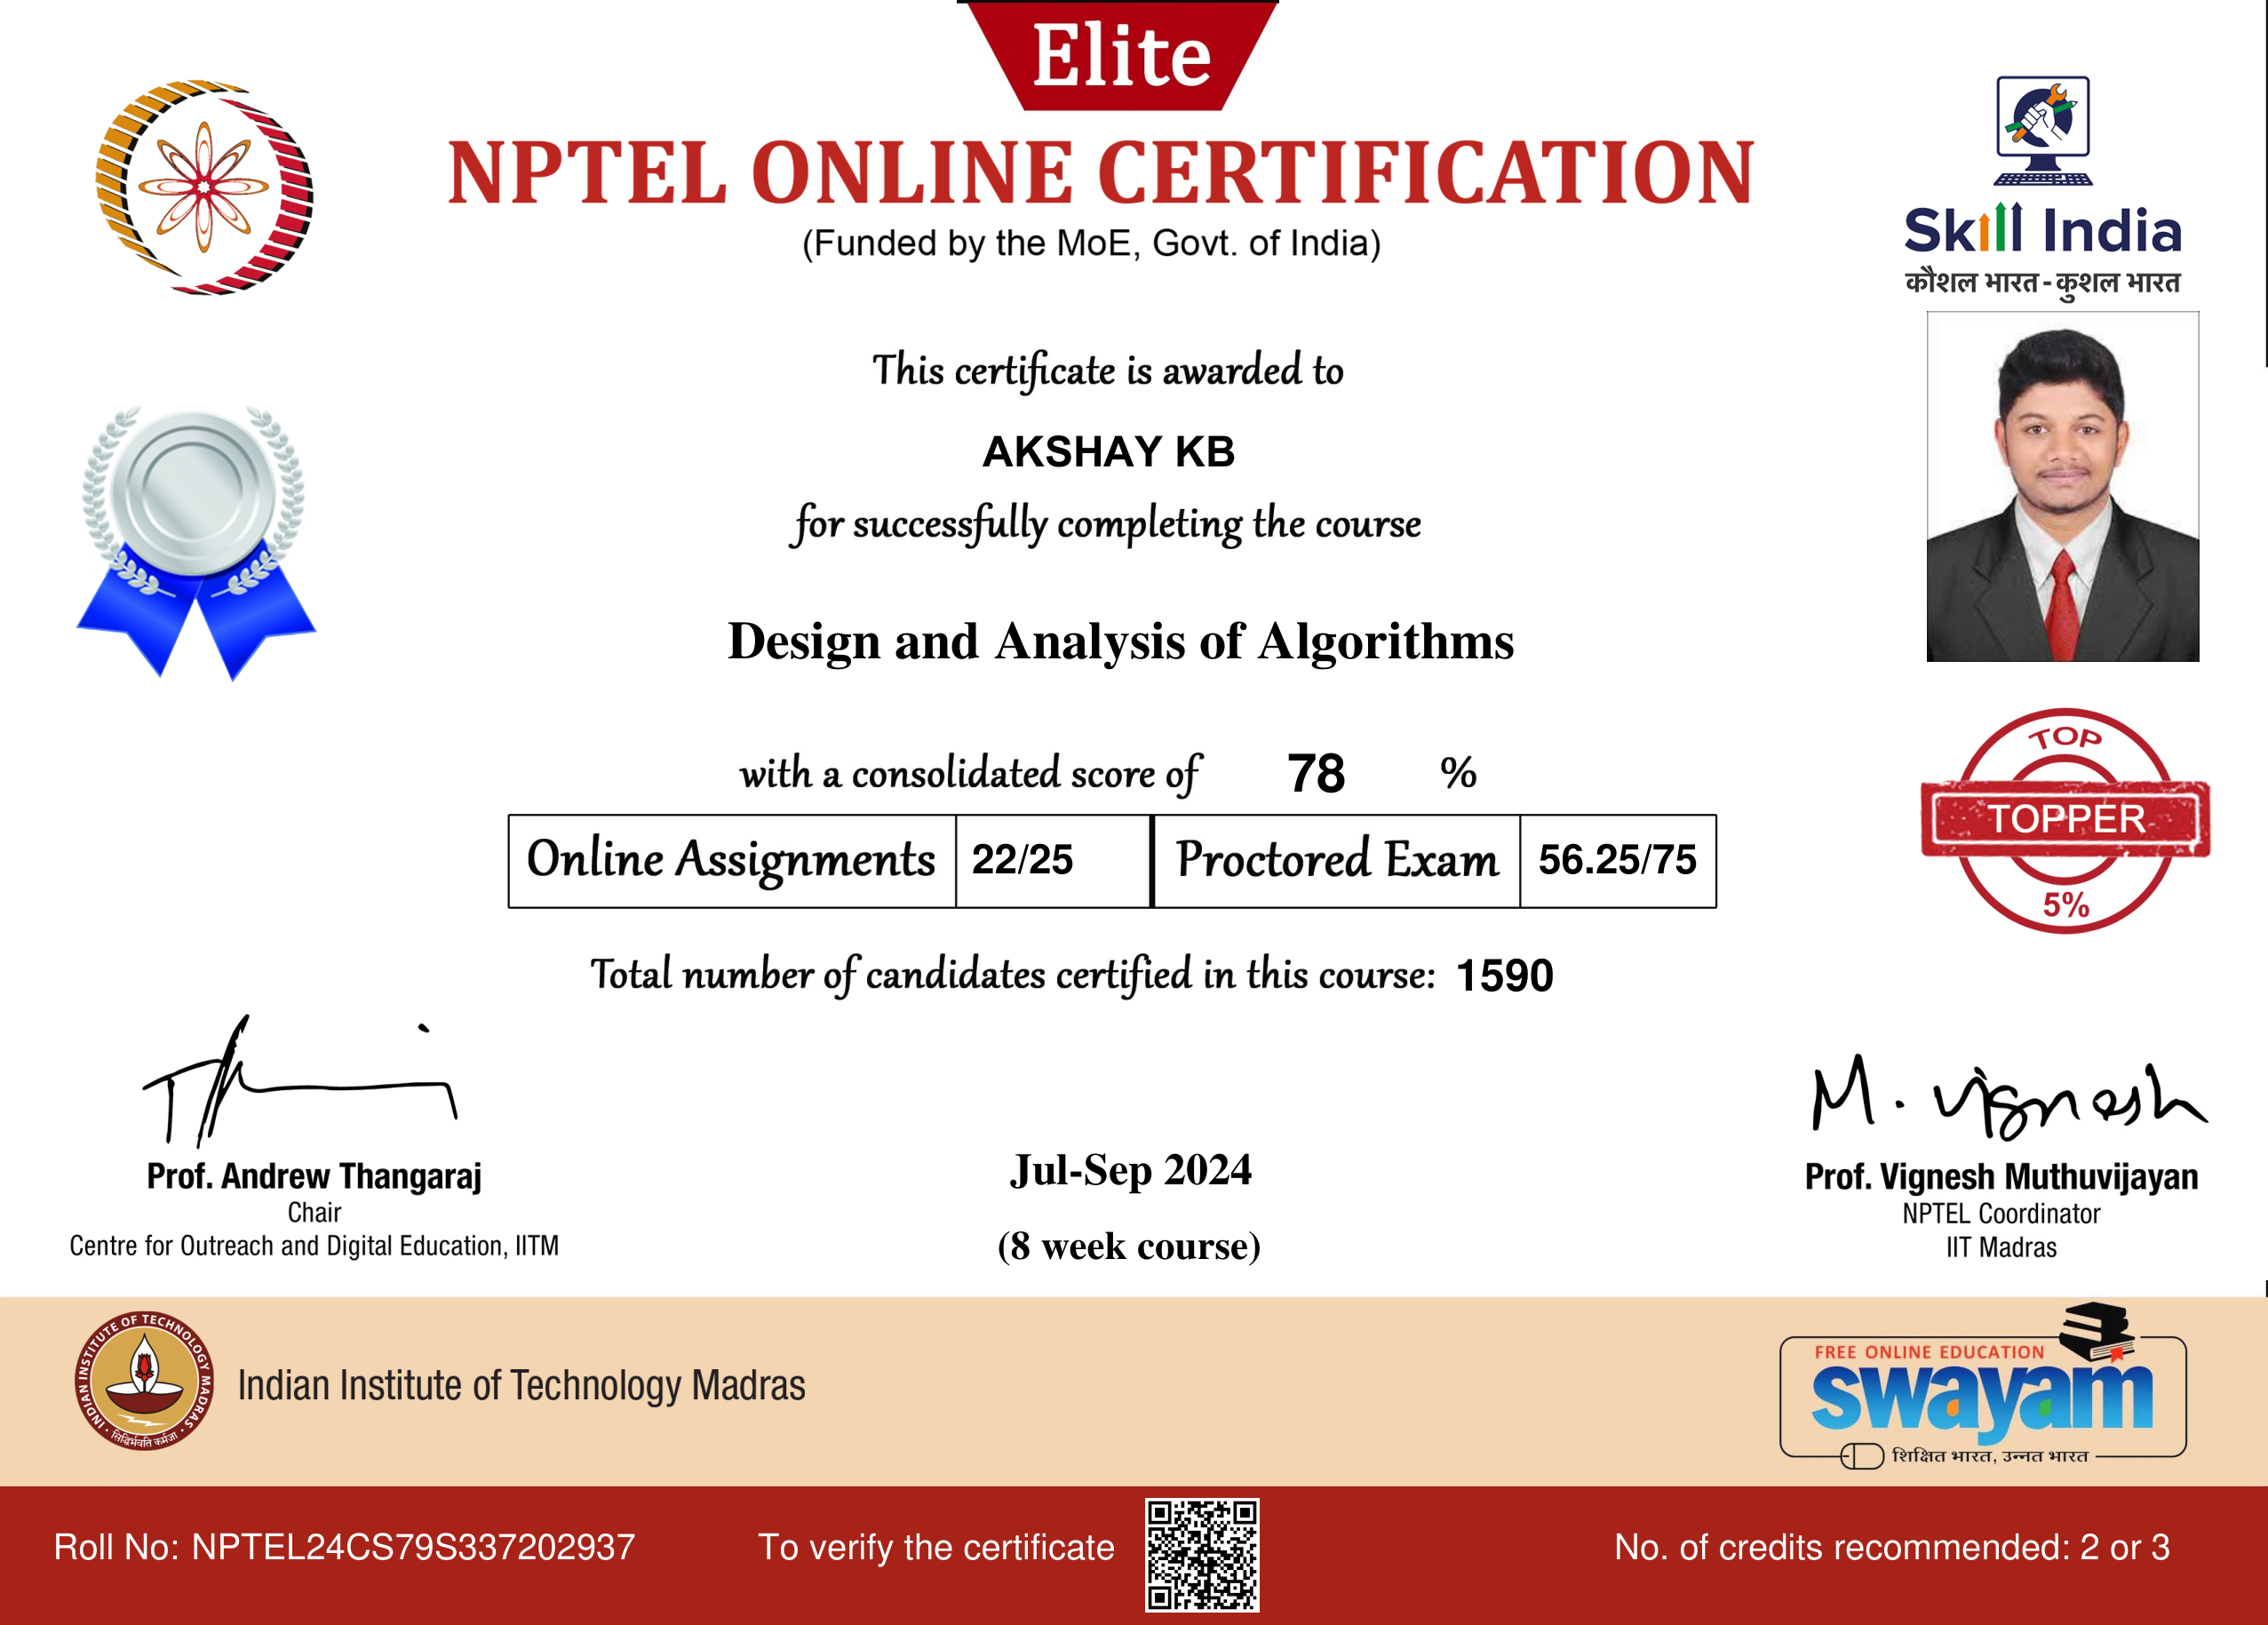 Elite
NPTEL ONLINE CERTIFICATION
(Funded by the MoE, Govt. of India)
Skill India
कौशल भारत - कुशल भारत
This certificate is awarded to
AKSHAY KB
for successfully completing the course
Design and Analysis of Algorithms
with a consolidated score of 78 %
Online Assignments 22/25 Proctored Exam 56.25/75
TOP
TOPPER
5%
Total number of candidates certified in this course: 1590
M. Vignesh
Prof. Andrew Thangaraj
Chair
Centre for Outreach and Digital Education, IITM
Jul-Sep 2024
(8 week course)
Prof. Vignesh Muthuvijayan
NPTEL Coordinator
IIT Madras
INDIAN INSTITUTE OF TECHNOLOGY MADRAS
सिद्धिर्भवति कर्मजा
Indian Institute of Technology Madras
FREE ONLINE EDUCATION
swayam
शिक्षित भारत, उन्नत भारत
Roll No: NPTEL24CS79S337202937
To verify the certificate
No. of credits recommended: 2 or 3